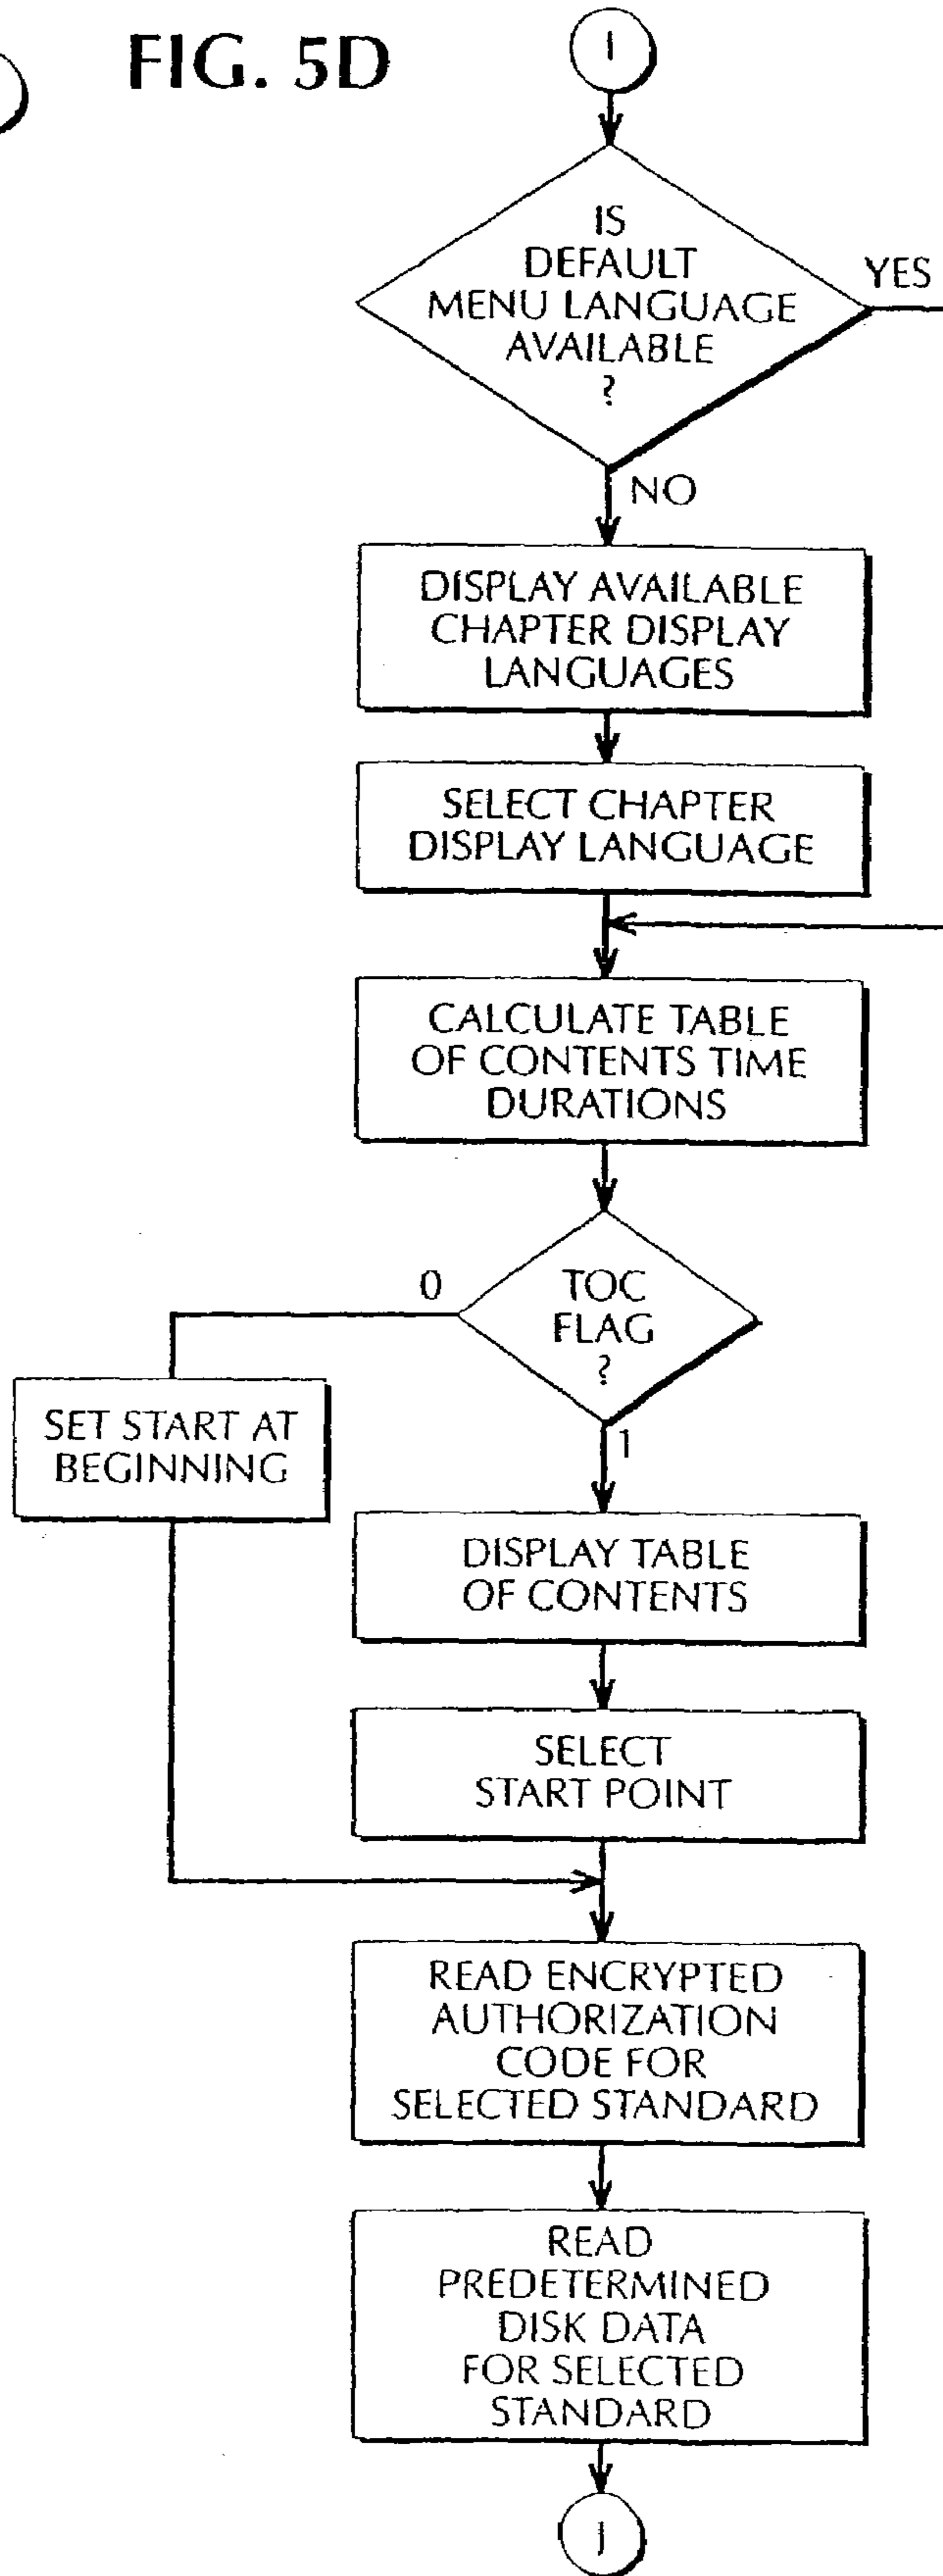 FIG. 5D
I
IS
DEFAULT
MENU LANGUAGE
AVAILABLE
?
YES
NO
DISPLAY AVAILABLE
CHAPTER DISPLAY
LANGUAGES
SELECT CHAPTER
DISPLAY LANGUAGE
CALCULATE TABLE
OF CONTENTS TIME
DURATIONS
TOC
FLAG
?
0
1
SET START AT
BEGINNING
DISPLAY TABLE
OF CONTENTS
SELECT
START POINT
READ ENCRYPTED
AUTHORIZATION
CODE FOR
SELECTED STANDARD
READ
PREDETERMINED
DISK DATA
FOR SELECTED
STANDARD
J